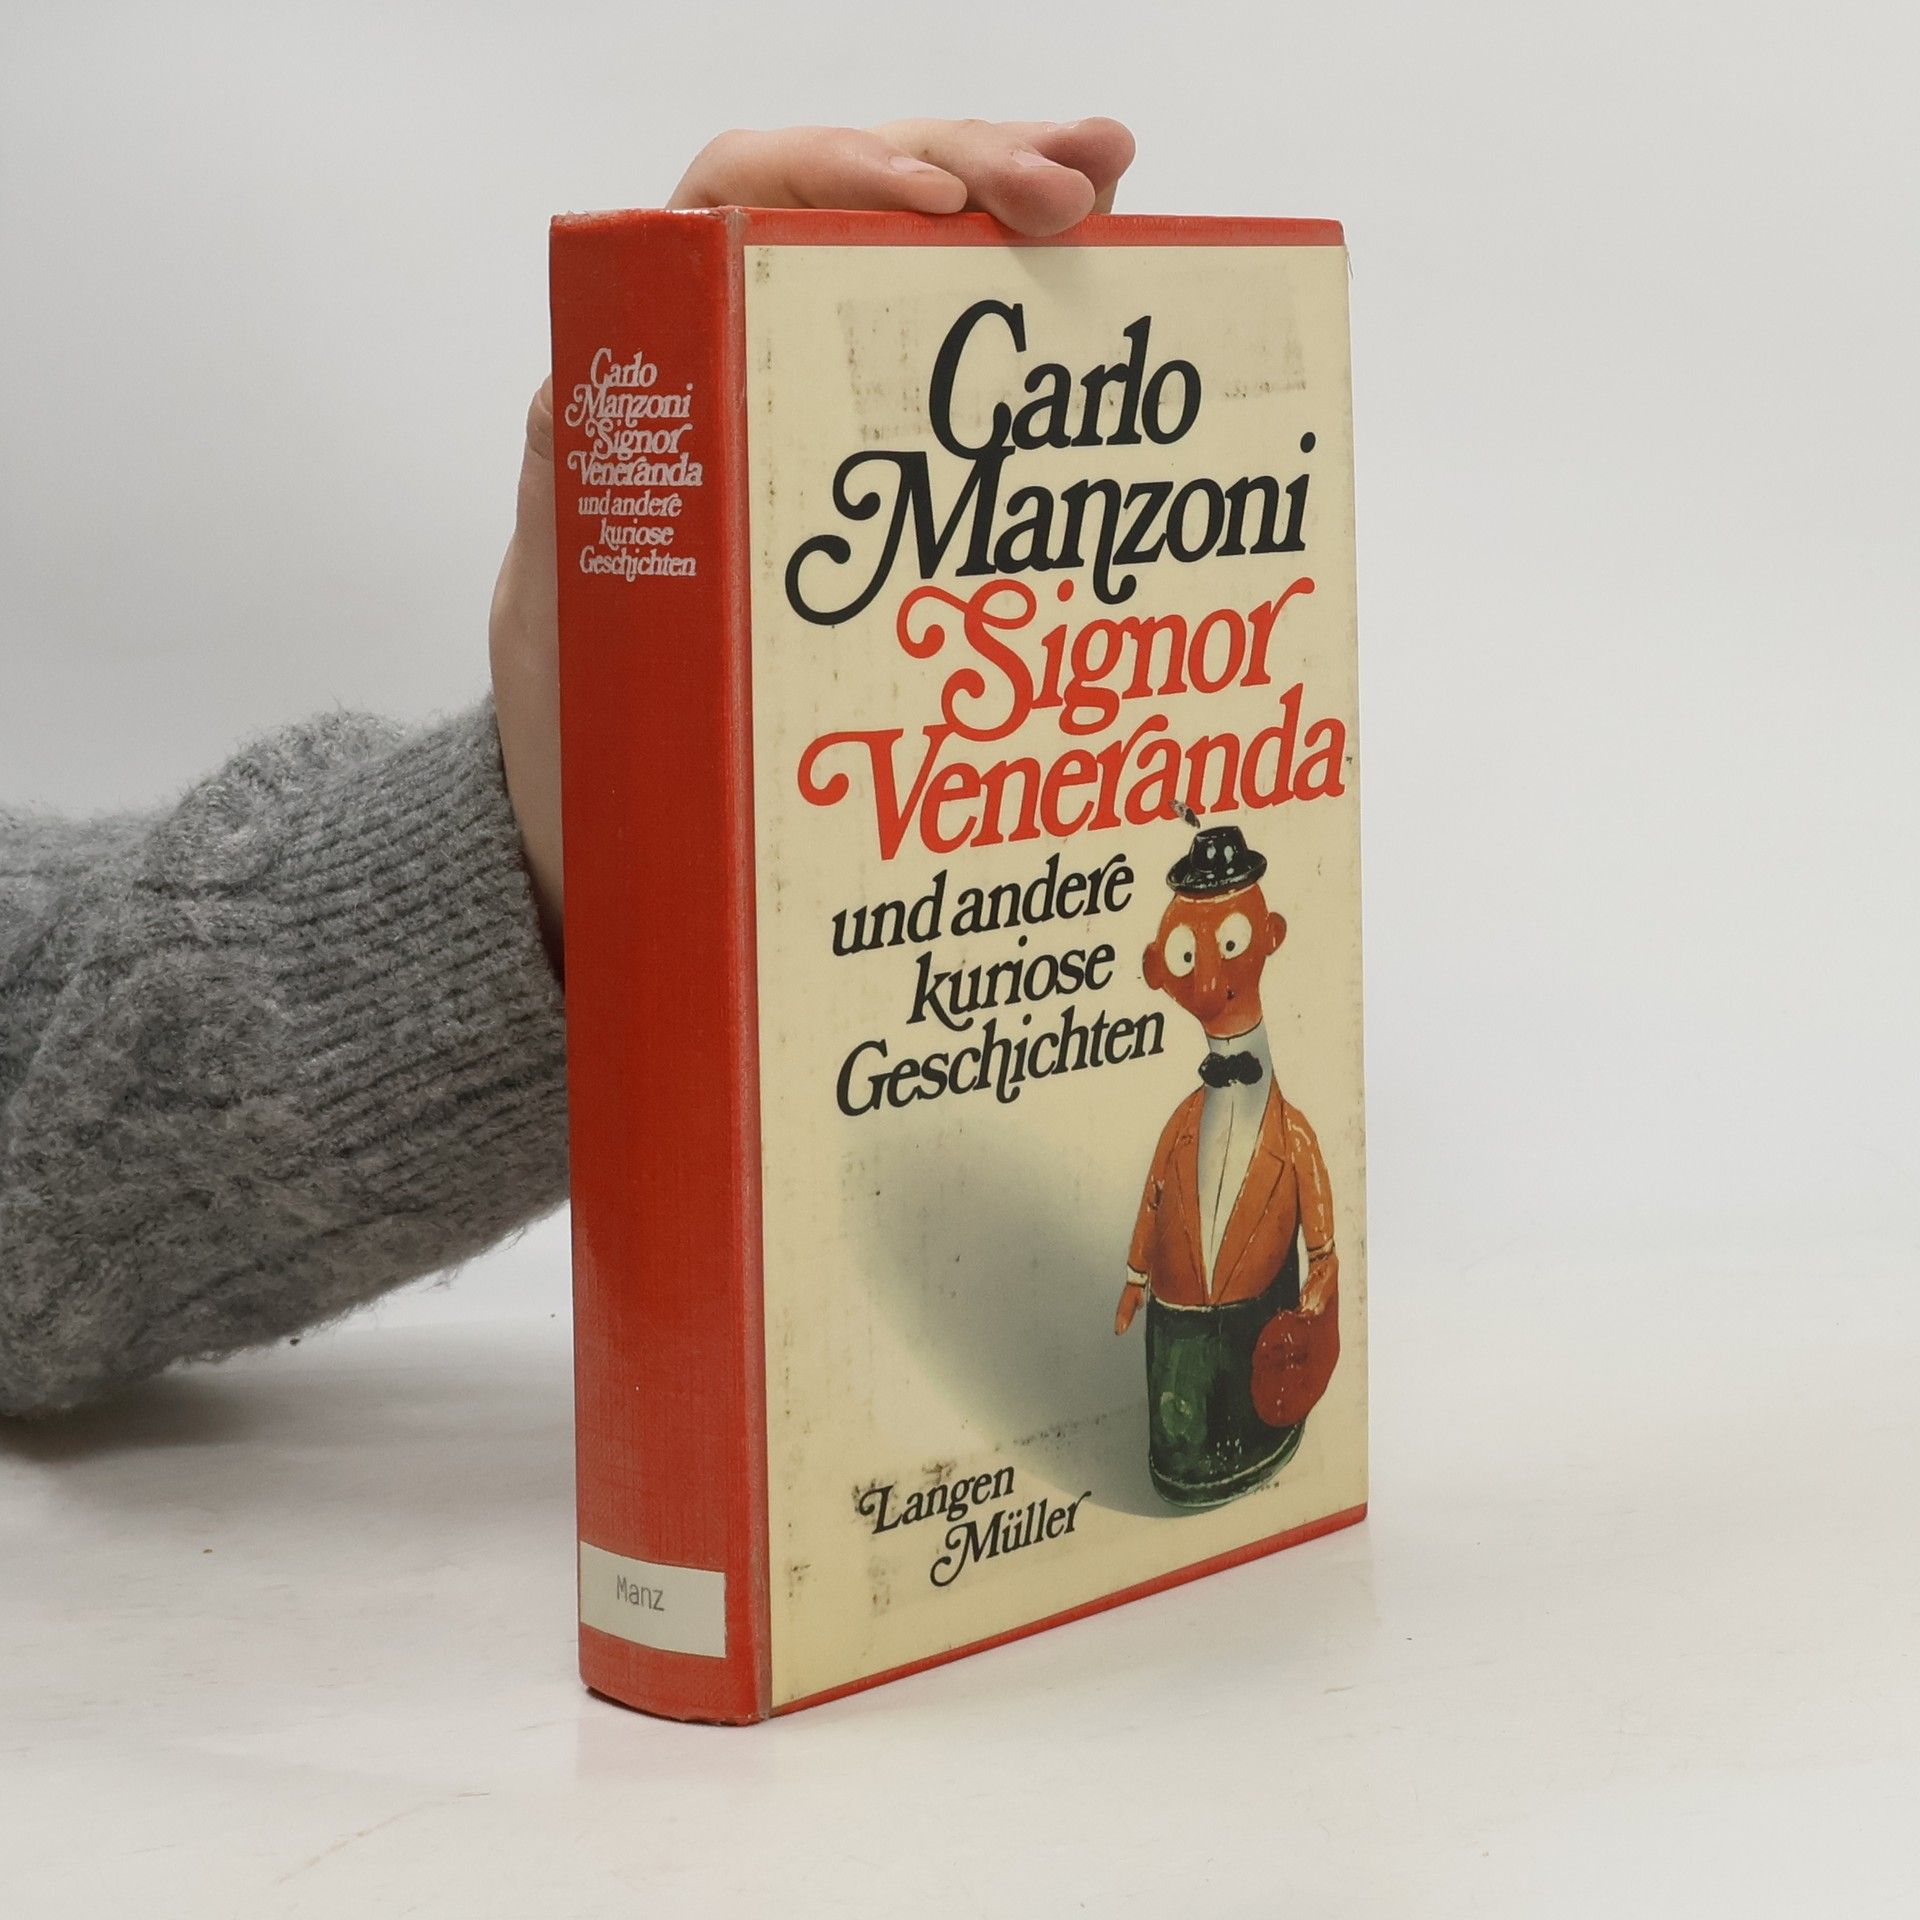 Carlo
Manzoni
Signor
Veneranda
und andere
kuriose
Geschichten
Manz
Carlo
Manzoni
Signor
Veneranda
und andere
kuriose
Geschichten
Langen
Müller